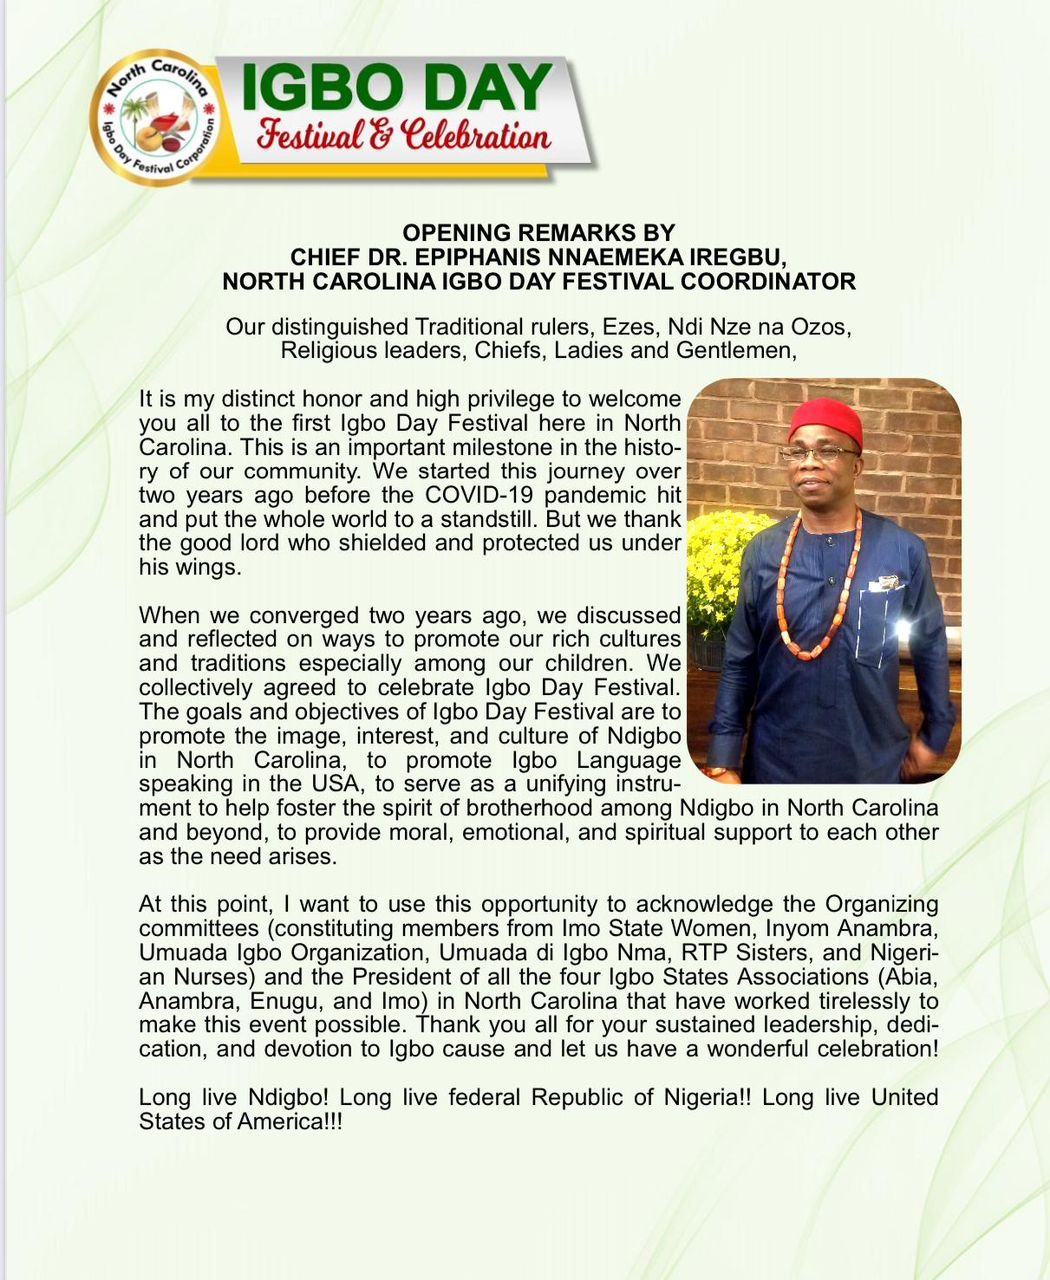 North Carolina
Igbo Day Festival Corporation
IGBO DAY
Festival & Celebration
OPENING REMARKS BY
CHIEF DR. EPIPHANIS NNAEMEKA IREGBU,
NORTH CAROLINA IGBO DAY FESTIVAL COORDINATOR
Our distinguished Traditional rulers, Ezes, Ndi Nze na Ozos,
Religious leaders, Chiefs, Ladies and Gentlemen,
It is my distinct honor and high privilege to welcome
you all to the first Igbo Day Festival here in North
Carolina. This is an important milestone in the histo-
ry of our community. We started this journey over
two years ago before the COVID-19 pandemic hit
and put the whole world to a standstill. But we thank
the good lord who shielded and protected us under
his wings.
When we converged two years ago, we discussed
and reflected on ways to promote our rich cultures
and traditions especially among our children. We
collectively agreed to celebrate Igbo Day Festival.
The goals and objectives of Igbo Day Festival are to
promote the image, interest, and culture of Ndigbo
in North Carolina, to promote Igbo Language
speaking in the USA, to serve as a unifying instru-
ment to help foster the spirit of brotherhood among Ndigbo in North Carolina
and beyond, to provide moral, emotional, and spiritual support to each other
as the need arises.
At this point, I want to use this opportunity to acknowledge the Organizing
committees (constituting members from Imo State Women, Inyom Anambra,
Umuada Igbo Organization, Umuada di Igbo Nma, RTP Sisters, and Nigeri-
an Nurses) and the President of all the four Igbo States Associations (Abia,
Anambra, Enugu, and Imo) in North Carolina that have worked tirelessly to
make this event possible. Thank you all for your sustained leadership, dedi-
cation, and devotion to Igbo cause and let us have a wonderful celebration!
Long live Ndigbo! Long live federal Republic of Nigeria!! Long live United
States of America!!!